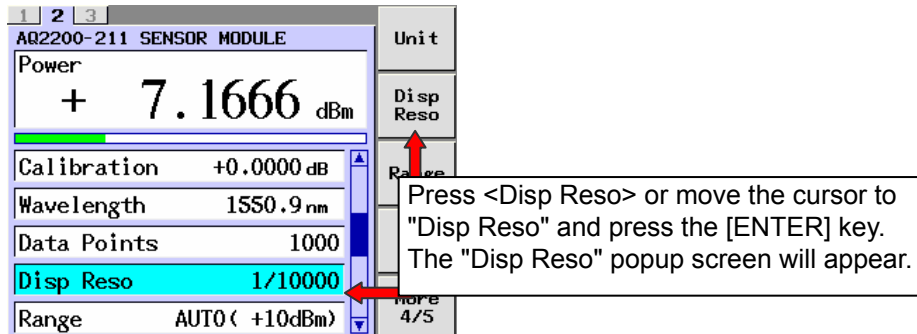 1 2 3
AQ2200-211 SENSOR MODULE
Power
+ 7.1666 dBm
Calibration +0.0000 dB
Wavelength 1550.9 nm
Data Points 1000
Disp Reso 1/10000
Range AUTO( +10dBm)
Unit
Disp
Reso
Range
More
4/5
Press <Disp Reso> or move the cursor to
"Disp Reso" and press the [ENTER] key.
The "Disp Reso" popup screen will appear.